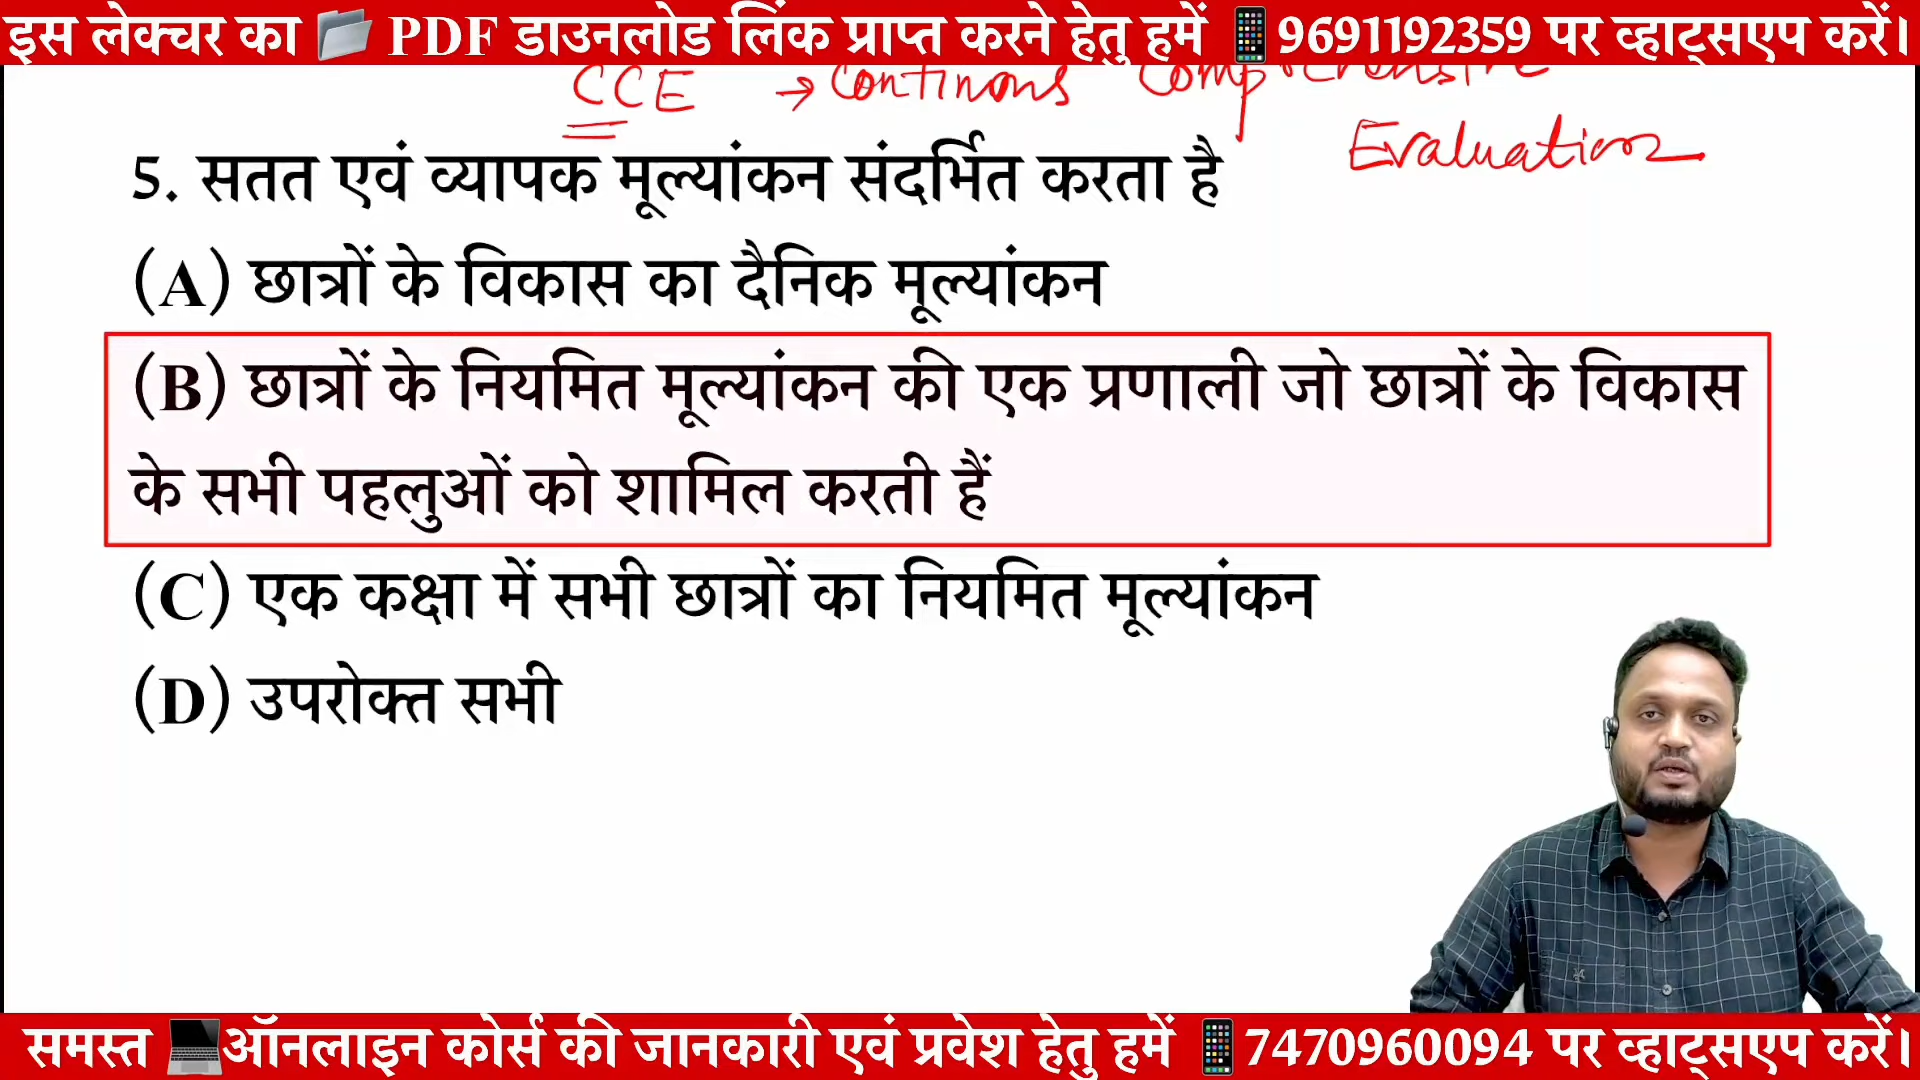 इस लेक्चर का PDF डाउनलोड लिंक प्राप्त करने हेतु हमें 9691192359 पर व्हाट्सएप करें।
CCE → Continous Comprehensive
Evaluation
5. सतत एवं व्यापक मूल्यांकन संदर्भित करता है
(A) छात्रों के विकास का दैनिक मूल्यांकन
(B) छात्रों के नियमित मूल्यांकन की एक प्रणाली जो छात्रों के विकास
के सभी पहलुओं को शामिल करती हैं
(C) एक कक्षा में सभी छात्रों का नियमित मूल्यांकन
(D) उपरोक्त सभी
समस्त ऑनलाइन कोर्स की जानकारी एवं प्रवेश हेतु हमें 7470960094 पर व्हाट्सएप करें।